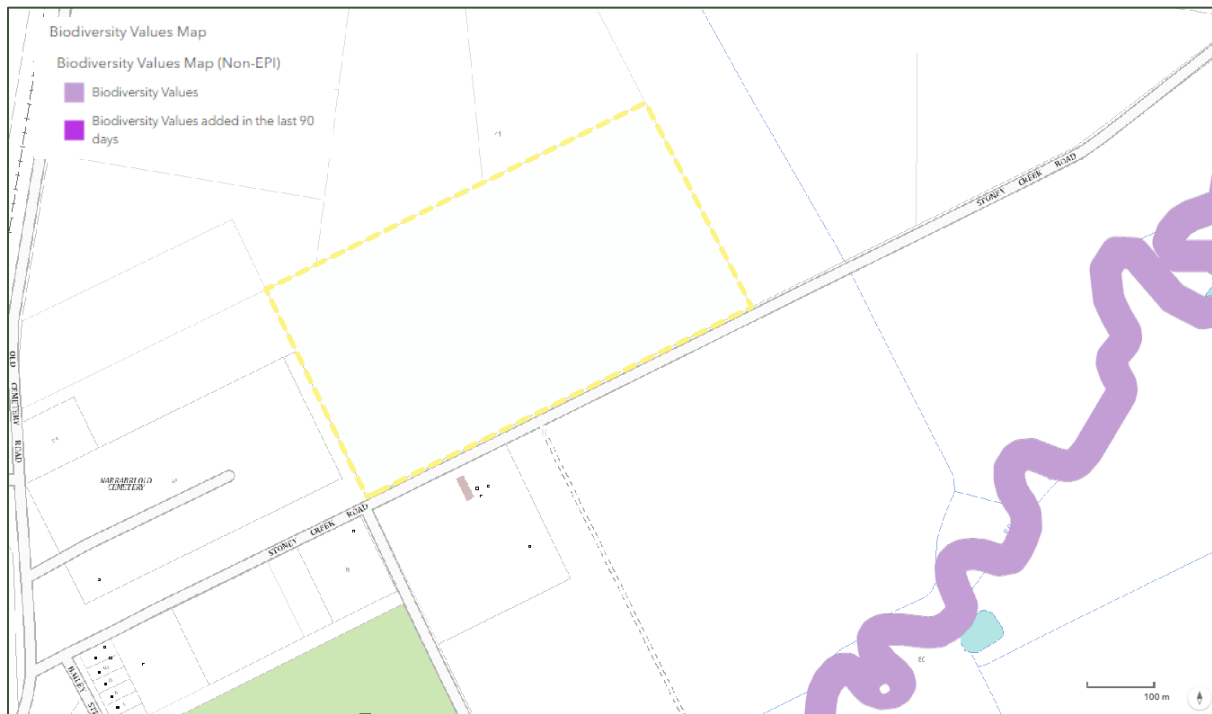 Biodiversity Values Map
Biodiversity Values Map (Non-EPI)
Biodiversity Values
Biodiversity Values added in the last 90
days
STONEY CREEK ROAD
OLD CEMETERY ROAD
NARRABRI OLD
CEMETERY
STONEY CREEK ROAD
100 m